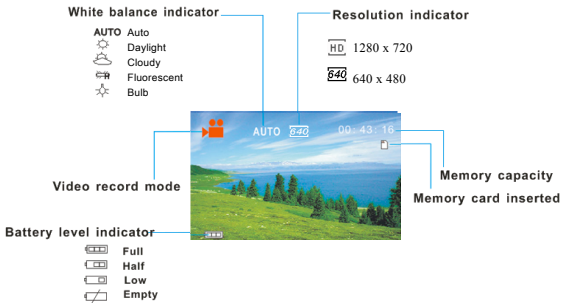 White balance indicator
AUTO Auto
Daylight
Cloudy
Fluorescent
Bulb
Resolution indicator
HD 1280 x 720
640 640 x 480
AUTO 640 00:43:16
Memory capacity
Memory card inserted
Video record mode
Battery level indicator
Full
Half
Low
Empty